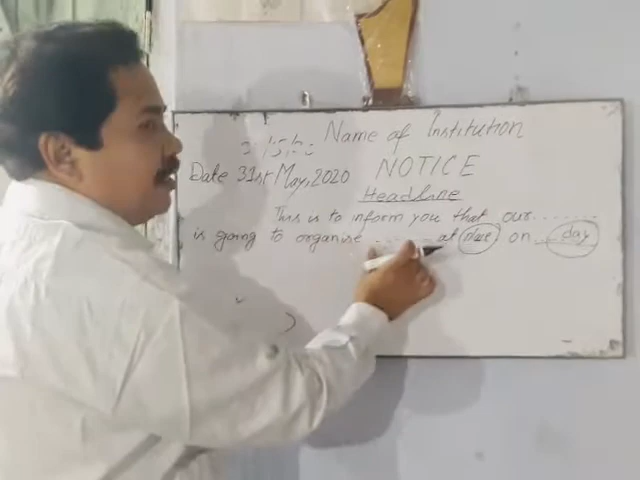 Name of Institution
Date 31st May, 2020 NOTICE
Headline
This is to inform you that our........
is going to organise ........ at place on....day